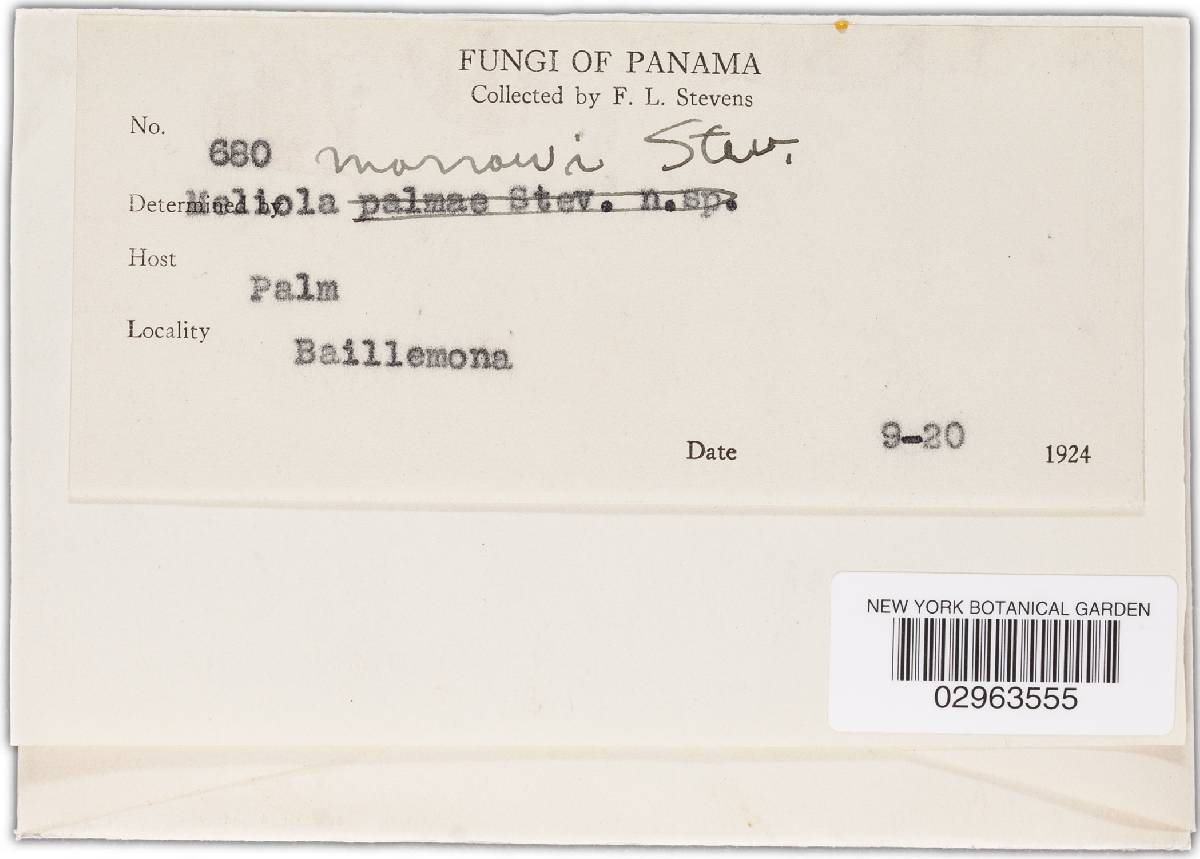 FUNGI OF PANAMA
Collected by F. L. Stevens
No.
680 morrowi Stev.
Determined by Meliola palmae Stev. n.sp.
Host
Palm
Locality
Baillemona
Date 9-20 1924
NEW YORK BOTANICAL GARDEN
02963555